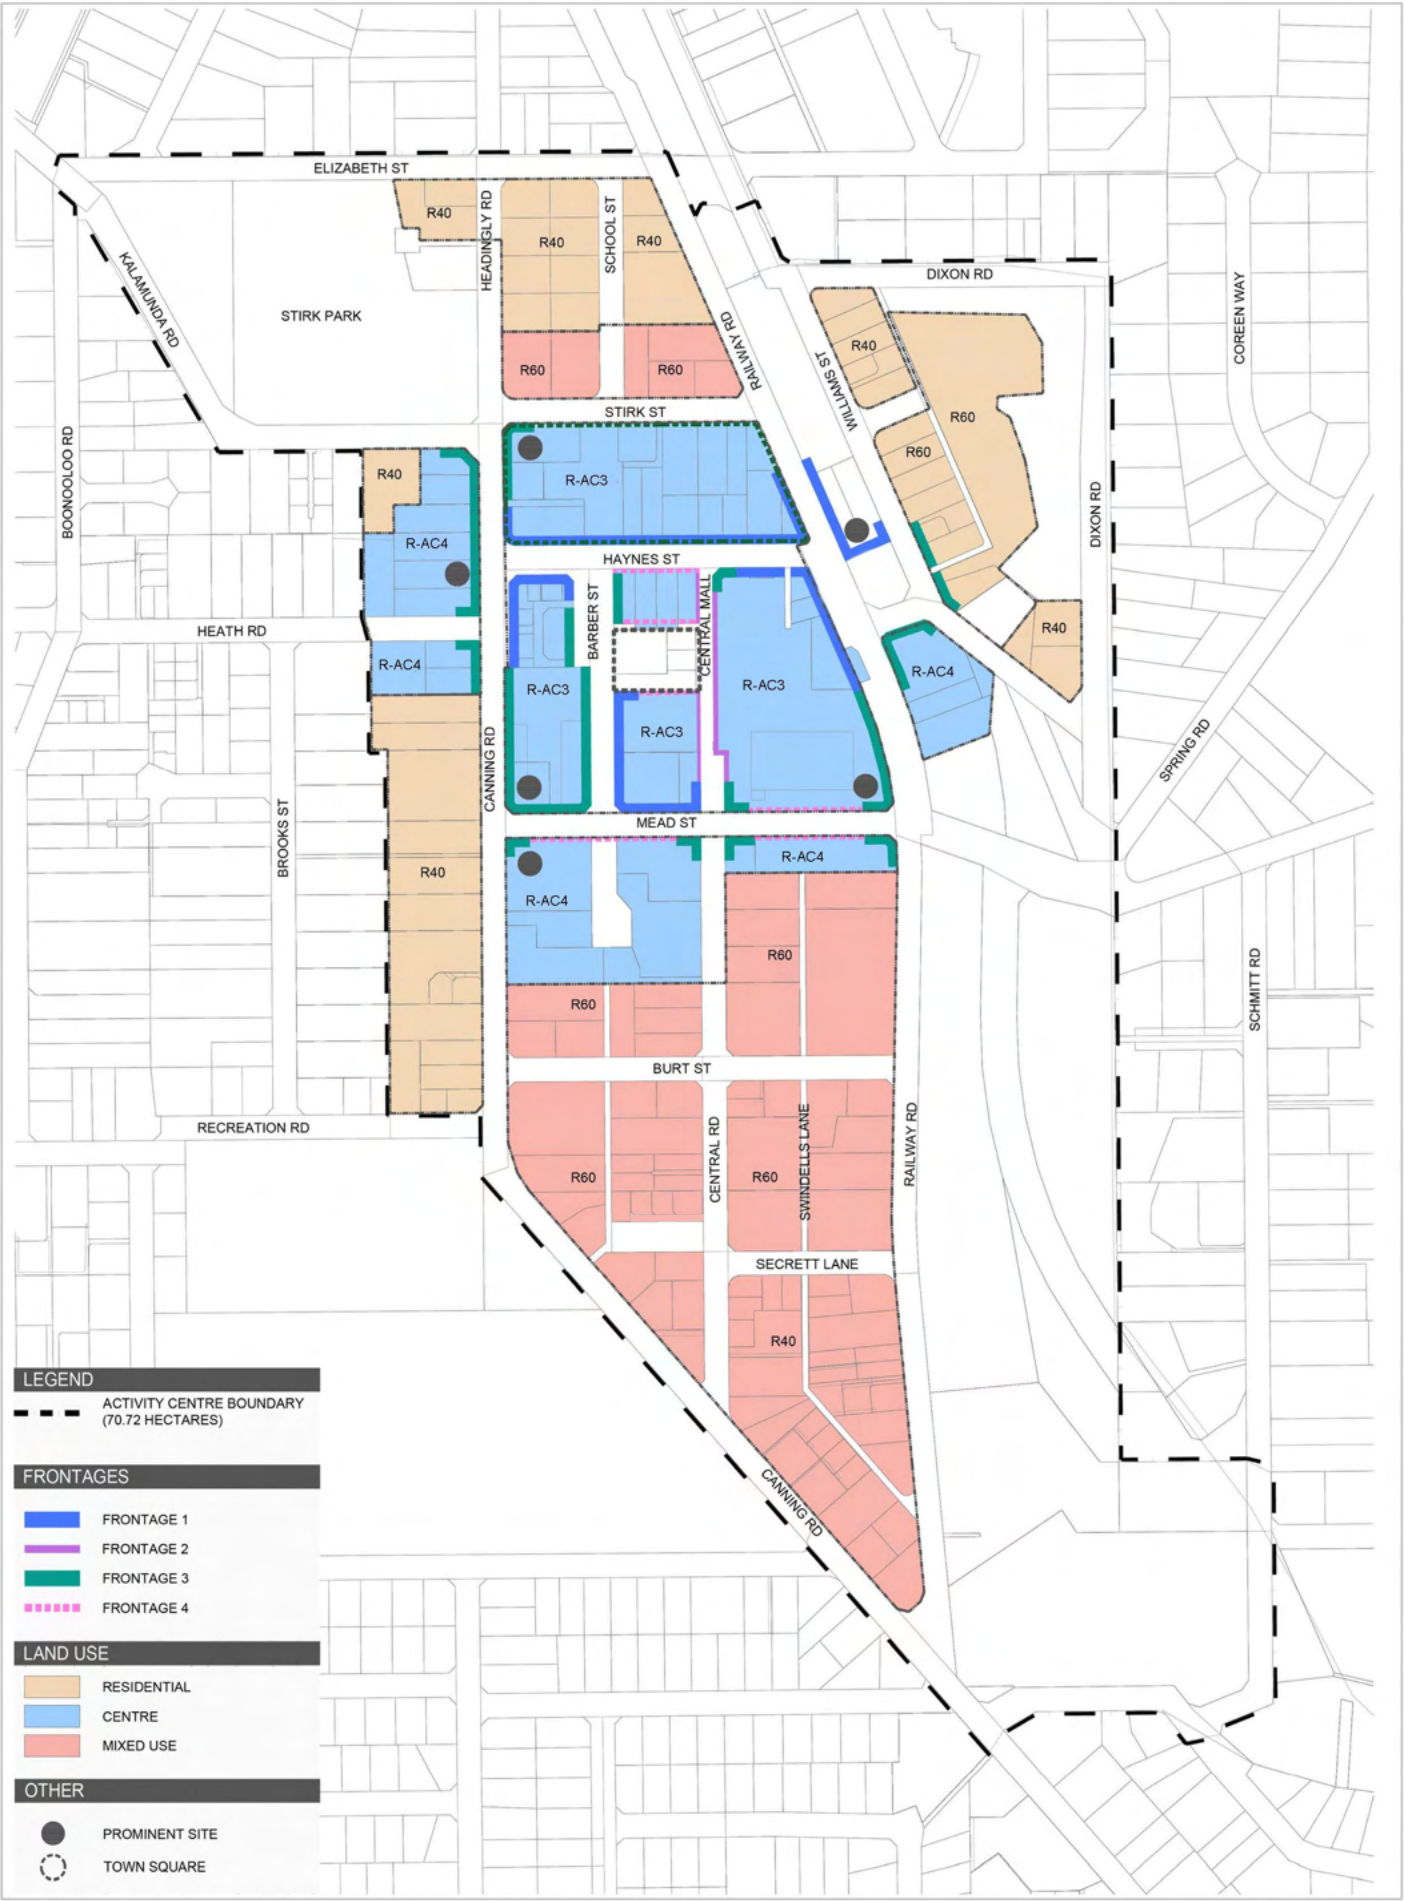 ELIZABETH ST
HEADINGLY RD
SCHOOL ST
R40
R40
R40
DIXON RD
KALAMUNDA RD
STIRK PARK
COREEN WAY
RAILWAY RD
WILLIAMS ST
R40
R60
R60
R60
STIRK ST
R60
BOONOOLOO RD
R40
R-AC3
DIXON RD
R-AC4
HAYNES ST
BARBER ST
CENTRAL MALL
HEATH RD
R40
R-AC4
R-AC3
R-AC3
R-AC4
R-AC3
SPRING RD
CANNING RD
MEAD ST
BROOKS ST
R-AC4
R40
R-AC4
R60
SCHMITT RD
R60
BURT ST
RECREATION RD
CENTRAL RD
SWINDELLS LANE
RAILWAY RD
R60
R60
SECRETT LANE
R40
CANNING RD
LEGEND
ACTIVITY CENTRE BOUNDARY
(70.72 HECTARES)
FRONTAGES
FRONTAGE 1
FRONTAGE 2
FRONTAGE 3
FRONTAGE 4
LAND USE
RESIDENTIAL
CENTRE
MIXED USE
OTHER
PROMINENT SITE
TOWN SQUARE